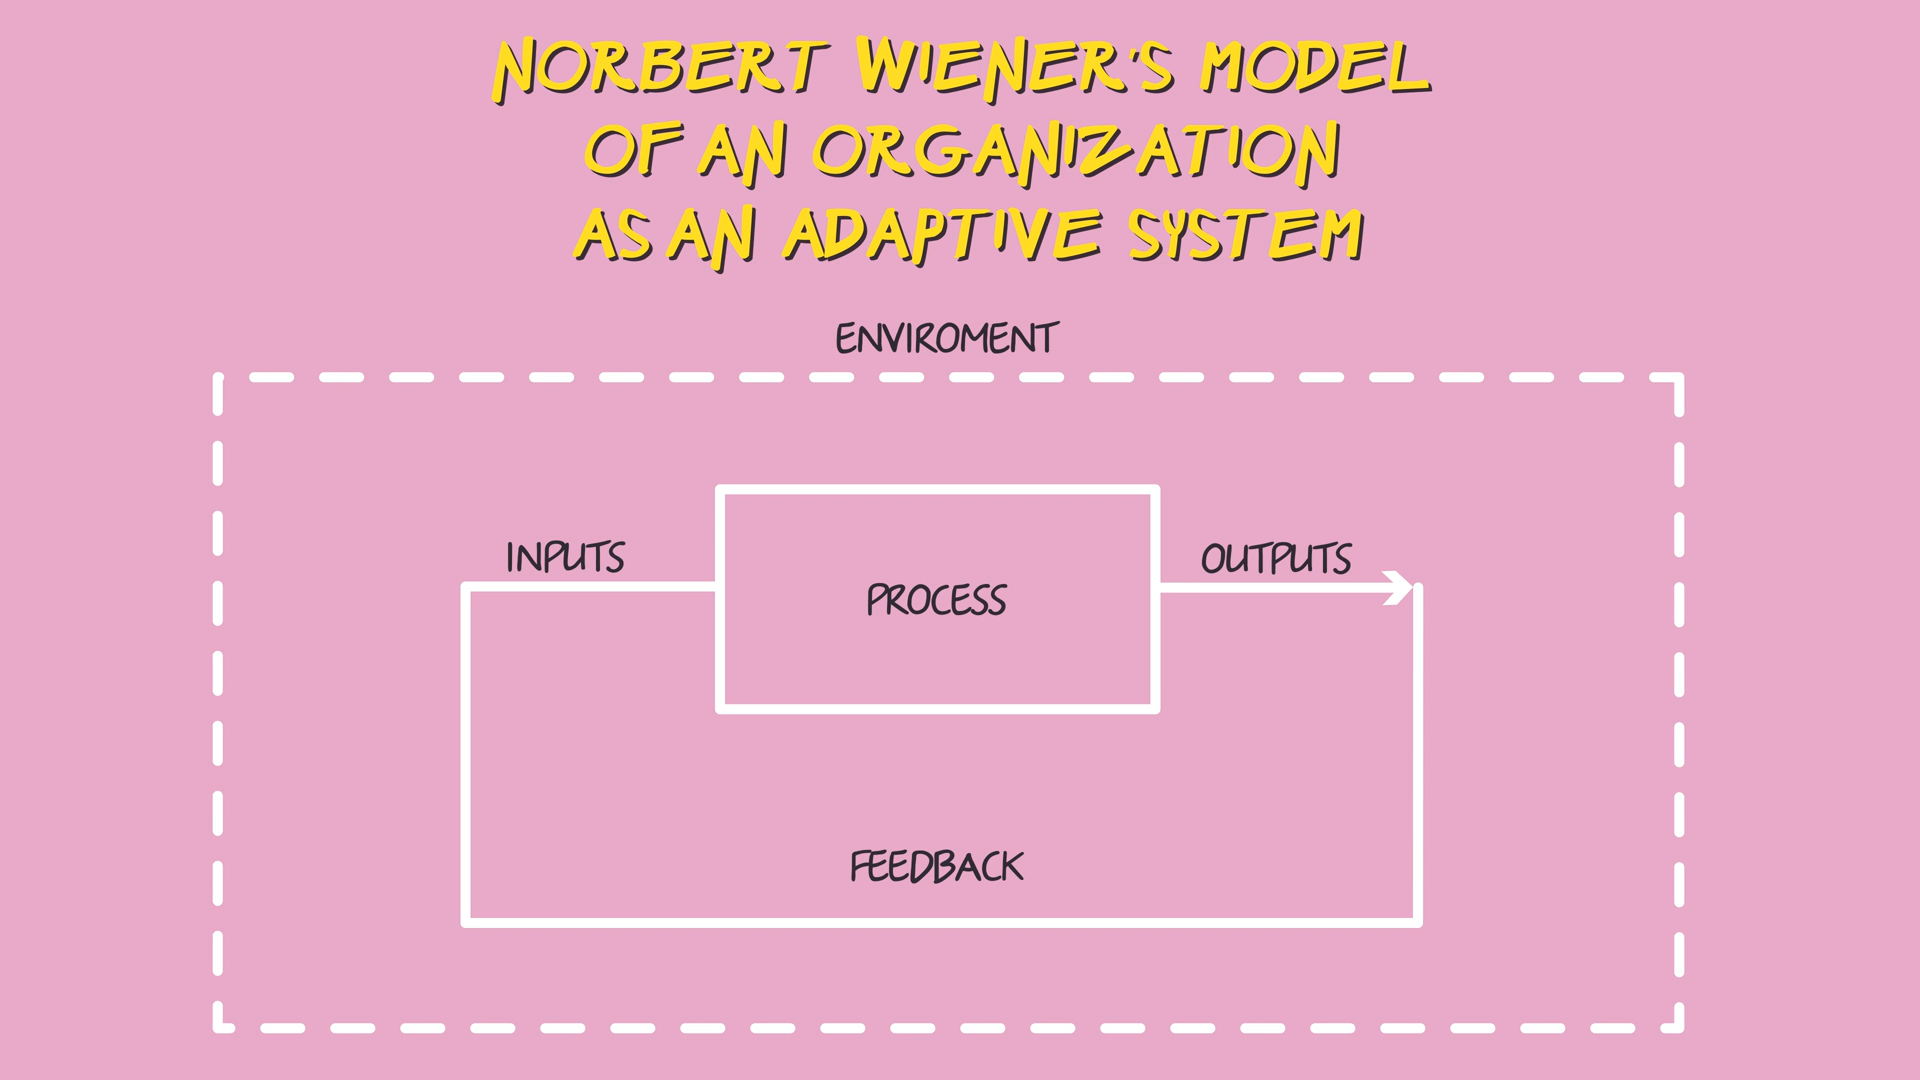 NORBERT WIENER'S MODEL
OF AN ORGANIZATION
AS AN ADAPTIVE SYSTEM
ENVIROMENT
INPUTS
PROCESS
OUTPUTS
FEEDBACK